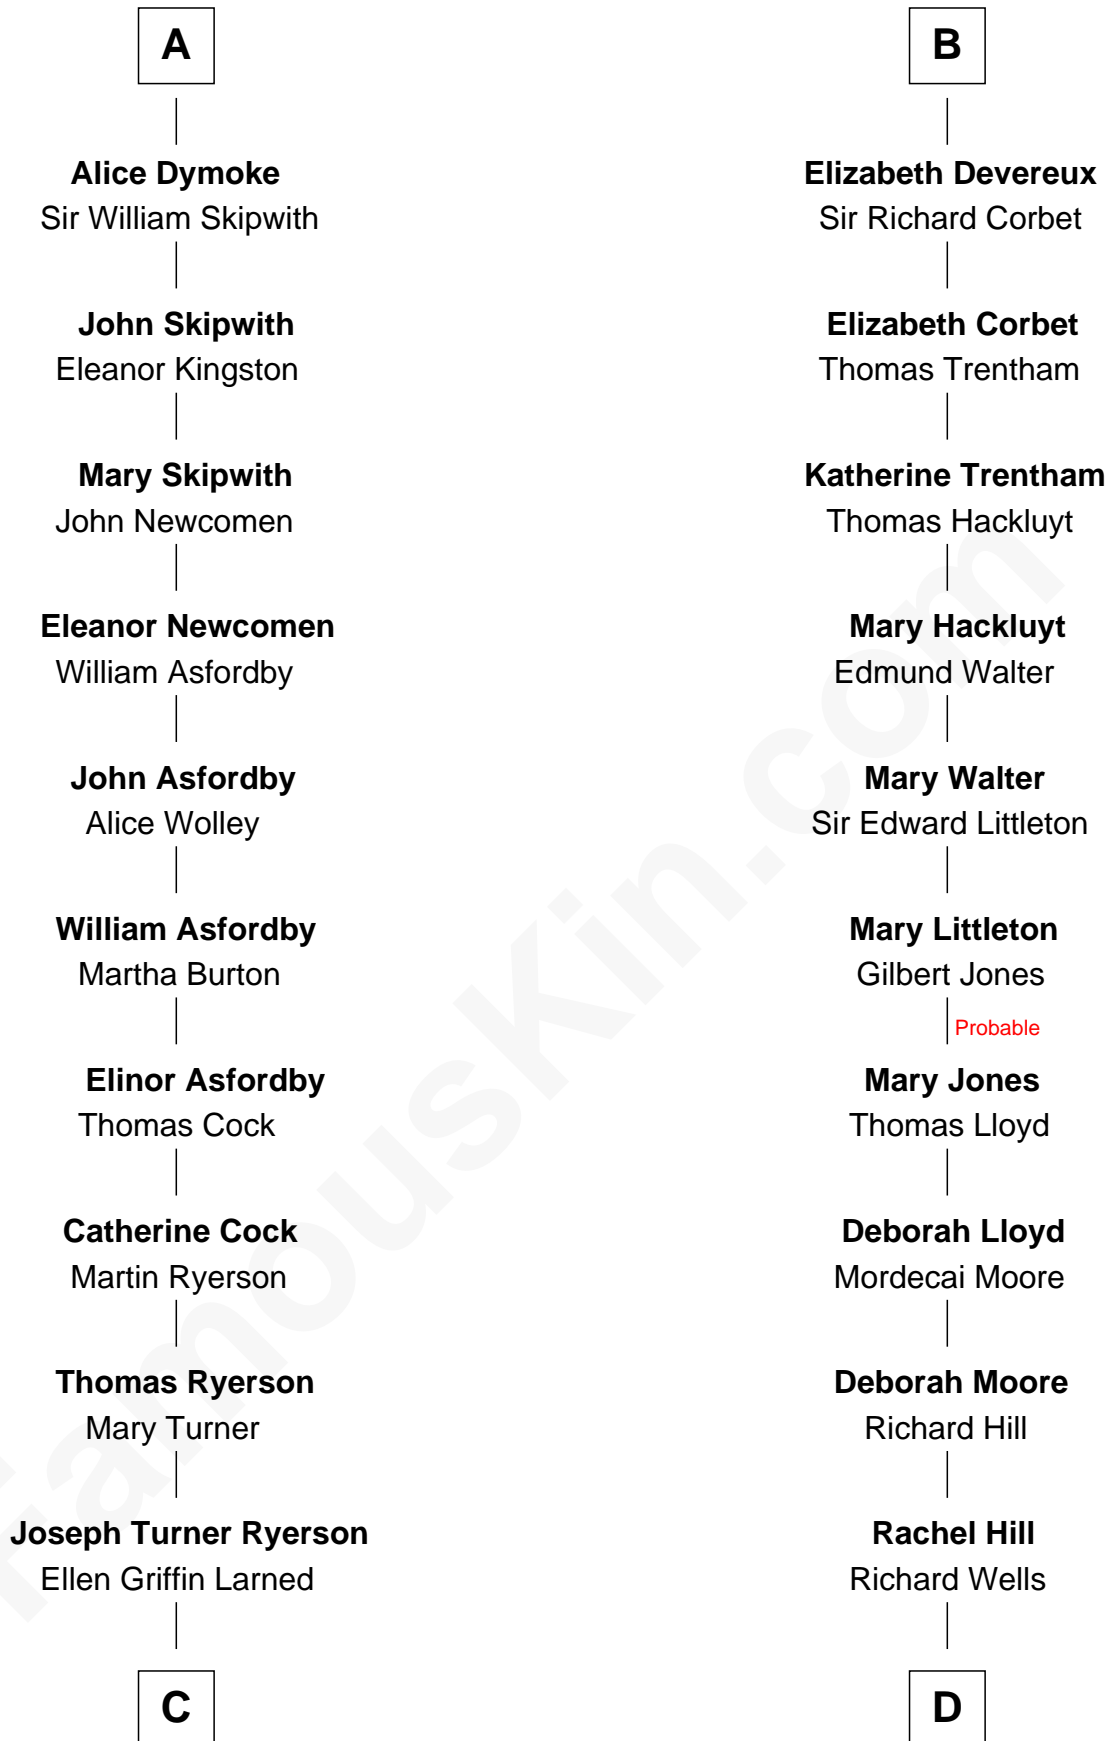 A
Alice Dymoke
Sir William Skipwith
John Skipwith
Eleanor Kingston
Mary Skipwith
John Newcomen
Eleanor Newcomen
William Asfordby
John Asfordby
Alice Wolley
William Asfordby
Martha Burton
Elinor Asfordby
Thomas Cock
Catherine Cock
Martin Ryerson
Thomas Ryerson
Mary Turner
Joseph Turner Ryerson
Ellen Griffin Larned
C
B
Elizabeth Devereux
Sir Richard Corbet
Elizabeth Corbet
Thomas Trentham
Katherine Trentham
Thomas Hackluyt
Mary Hackluyt
Edmund Walter
Mary Walter
Sir Edward Littleton
Mary Littleton
Gilbert Jones
Probable
Mary Jones
Thomas Lloyd
Deborah Lloyd
Mordecai Moore
Deborah Moore
Richard Hill
Rachel Hill
Richard Wells
D
FamousKin.com